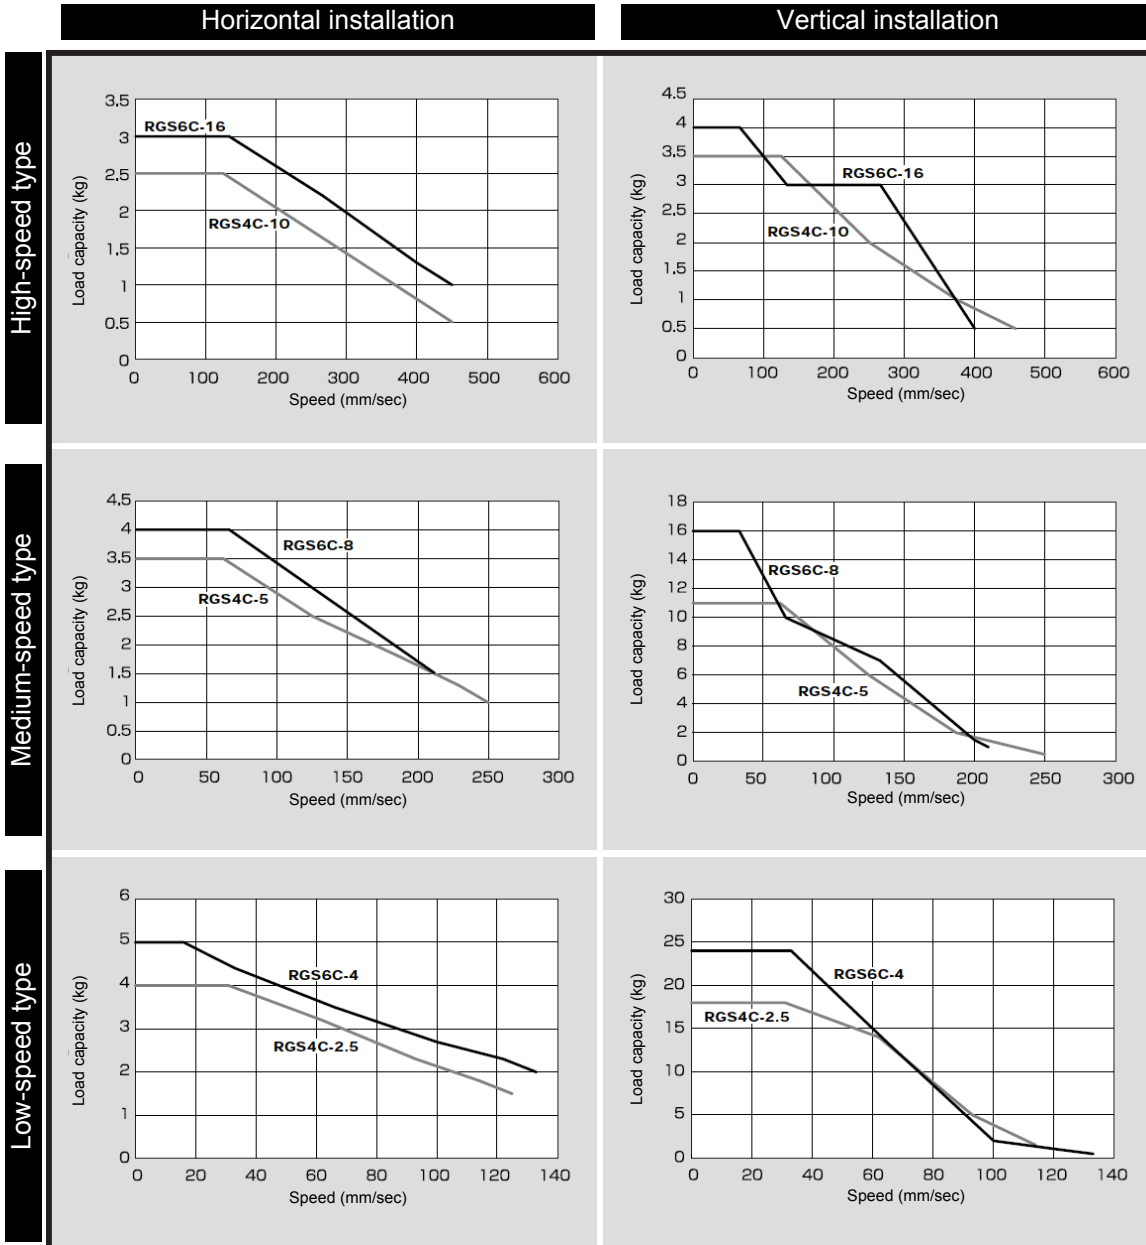 Horizontal installation
Vertical installation
High-speed type
Load capacity (kg)
3.5
3
2.5
2
1.5
1
0.5
0
RGS6C-16
RGS4C-10
0 100 200 300 400 500 600
Speed (mm/sec)
Load capacity (kg)
4.5
4
3.5
3
2.5
2
1.5
1
0.5
0
RGS6C-16
RGS4C-10
0 100 200 300 400 500 600
Speed (mm/sec)
Medium-speed type
Load capacity (kg)
4.5
4
3.5
3
2.5
2
1.5
1
0.5
0
RGS6C-8
RGS4C-5
0 50 100 150 200 250 300
Speed (mm/sec)
Load capacity (kg)
18
16
14
12
10
8
6
4
2
0
RGS6C-8
RGS4C-5
0 50 100 150 200 250 300
Speed (mm/sec)
Low-speed type
Load capacity (kg)
6
5
4
3
2
1
0
RGS6C-4
RGS4C-2.5
0 20 40 60 80 100 120 140
Speed (mm/sec)
Load capacity (kg)
30
25
20
15
10
5
0
RGS6C-4
RGS4C-2.5
0 20 40 60 80 100 120 140
Speed (mm/sec)